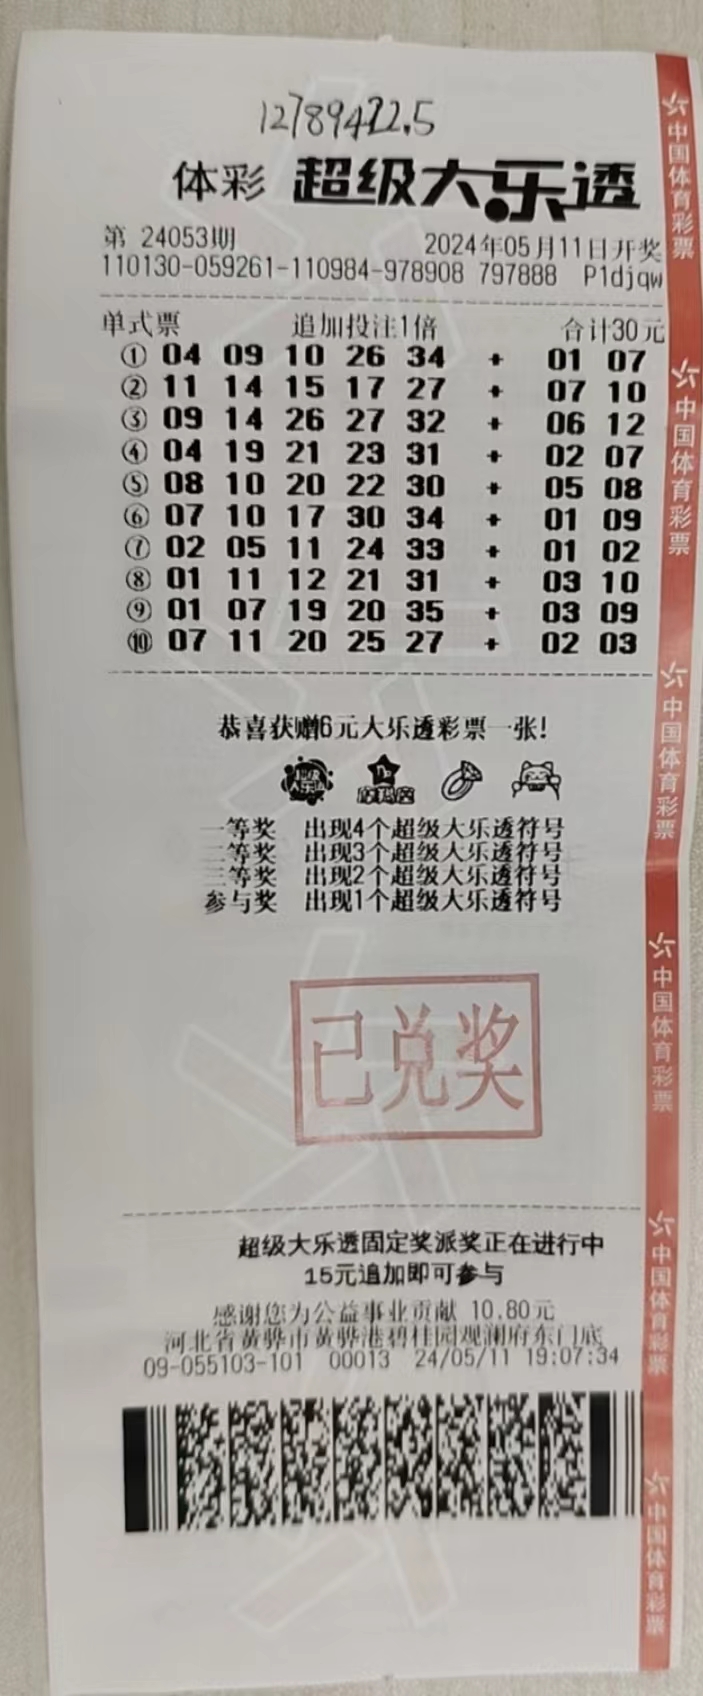 12789422.5
体彩 超级大乐透
第 24053期 2024年05月11日开奖
110130-059261-110984-978908 797888 P1djqw
单式票 追加投注1倍 合计30元
① 04 09 10 26 34 + 01 07
② 11 14 15 17 27 + 07 10
③ 09 14 26 27 32 + 06 12
④ 04 19 21 23 31 + 02 07
⑤ 08 10 20 22 30 + 05 08
⑥ 07 10 17 30 34 + 01 09
⑦ 02 05 11 24 33 + 01 02
⑧ 01 11 12 21 31 + 03 10
⑨ 01 07 19 20 35 + 03 09
⑩ 07 11 20 25 27 + 02 03
恭喜获赠6元大乐透彩票一张!
一等奖 出现4个超级大乐透符号
二等奖 出现3个超级大乐透符号
三等奖 出现2个超级大乐透符号
参与奖 出现1个超级大乐透符号
已兑奖
超级大乐透固定奖派奖正在进行中
15元追加即可参与
感谢您为公益事业贡献 10.80元
河北省黄骅市黄骅港碧桂园观澜府东门底
09-055103-101 00013 24/05/11 19:07:34
中国体育彩票
中国体育彩票
中国体育彩票
中国体育彩票
中国体育彩票
中国体育彩票